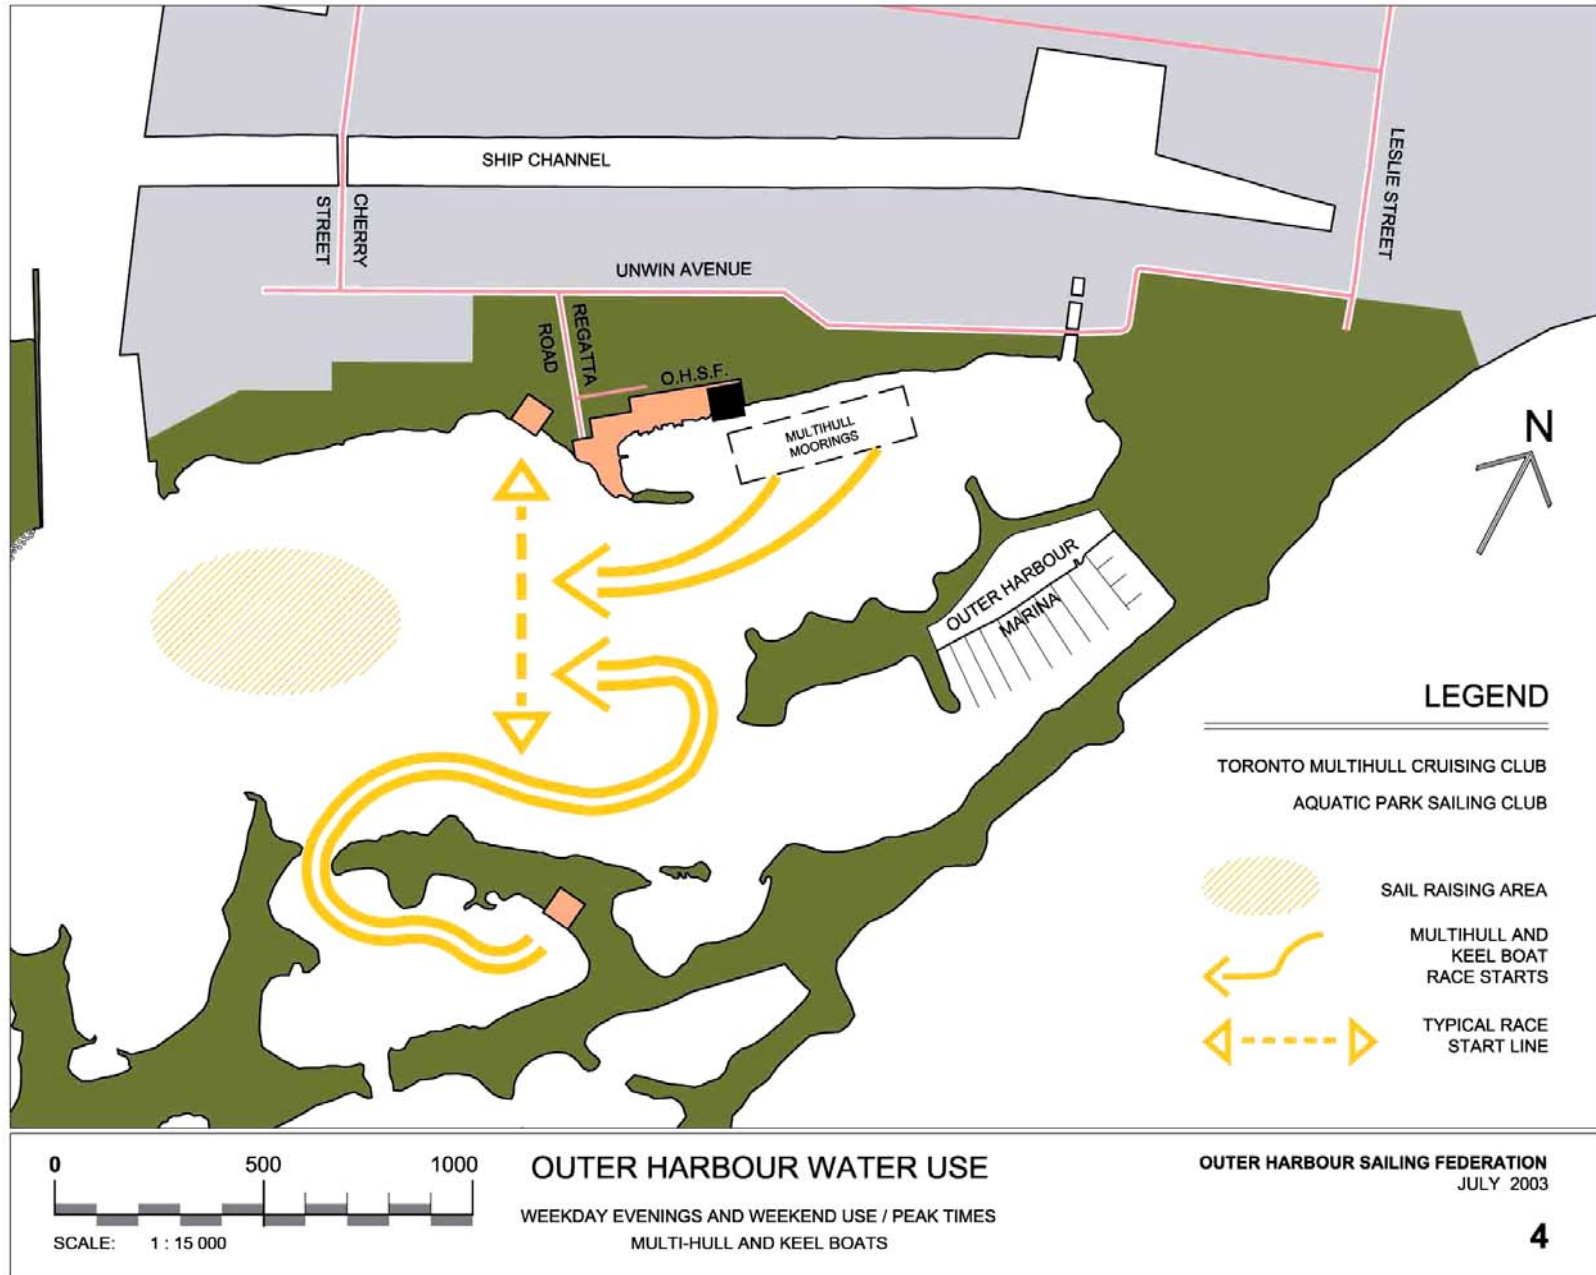 SHIP CHANNEL
LESLIE STREET
CHERRY
STREET
UNWIN AVENUE
REGATTA
ROAD
O.H.S.F.
MULTIHULL
MOORINGS
N
OUTER HARBOUR
MARINA
LEGEND
TORONTO MULTIHULL CRUISING CLUB
AQUATIC PARK SAILING CLUB
SAIL RAISING AREA
MULTIHULL AND
KEEL BOAT
RACE STARTS
TYPICAL RACE
START LINE
0 500 1000
SCALE: 1 : 15 000
OUTER HARBOUR WATER USE
WEEKDAY EVENINGS AND WEEKEND USE / PEAK TIMES
MULTI-HULL AND KEEL BOATS
OUTER HARBOUR SAILING FEDERATION
JULY 2003
4